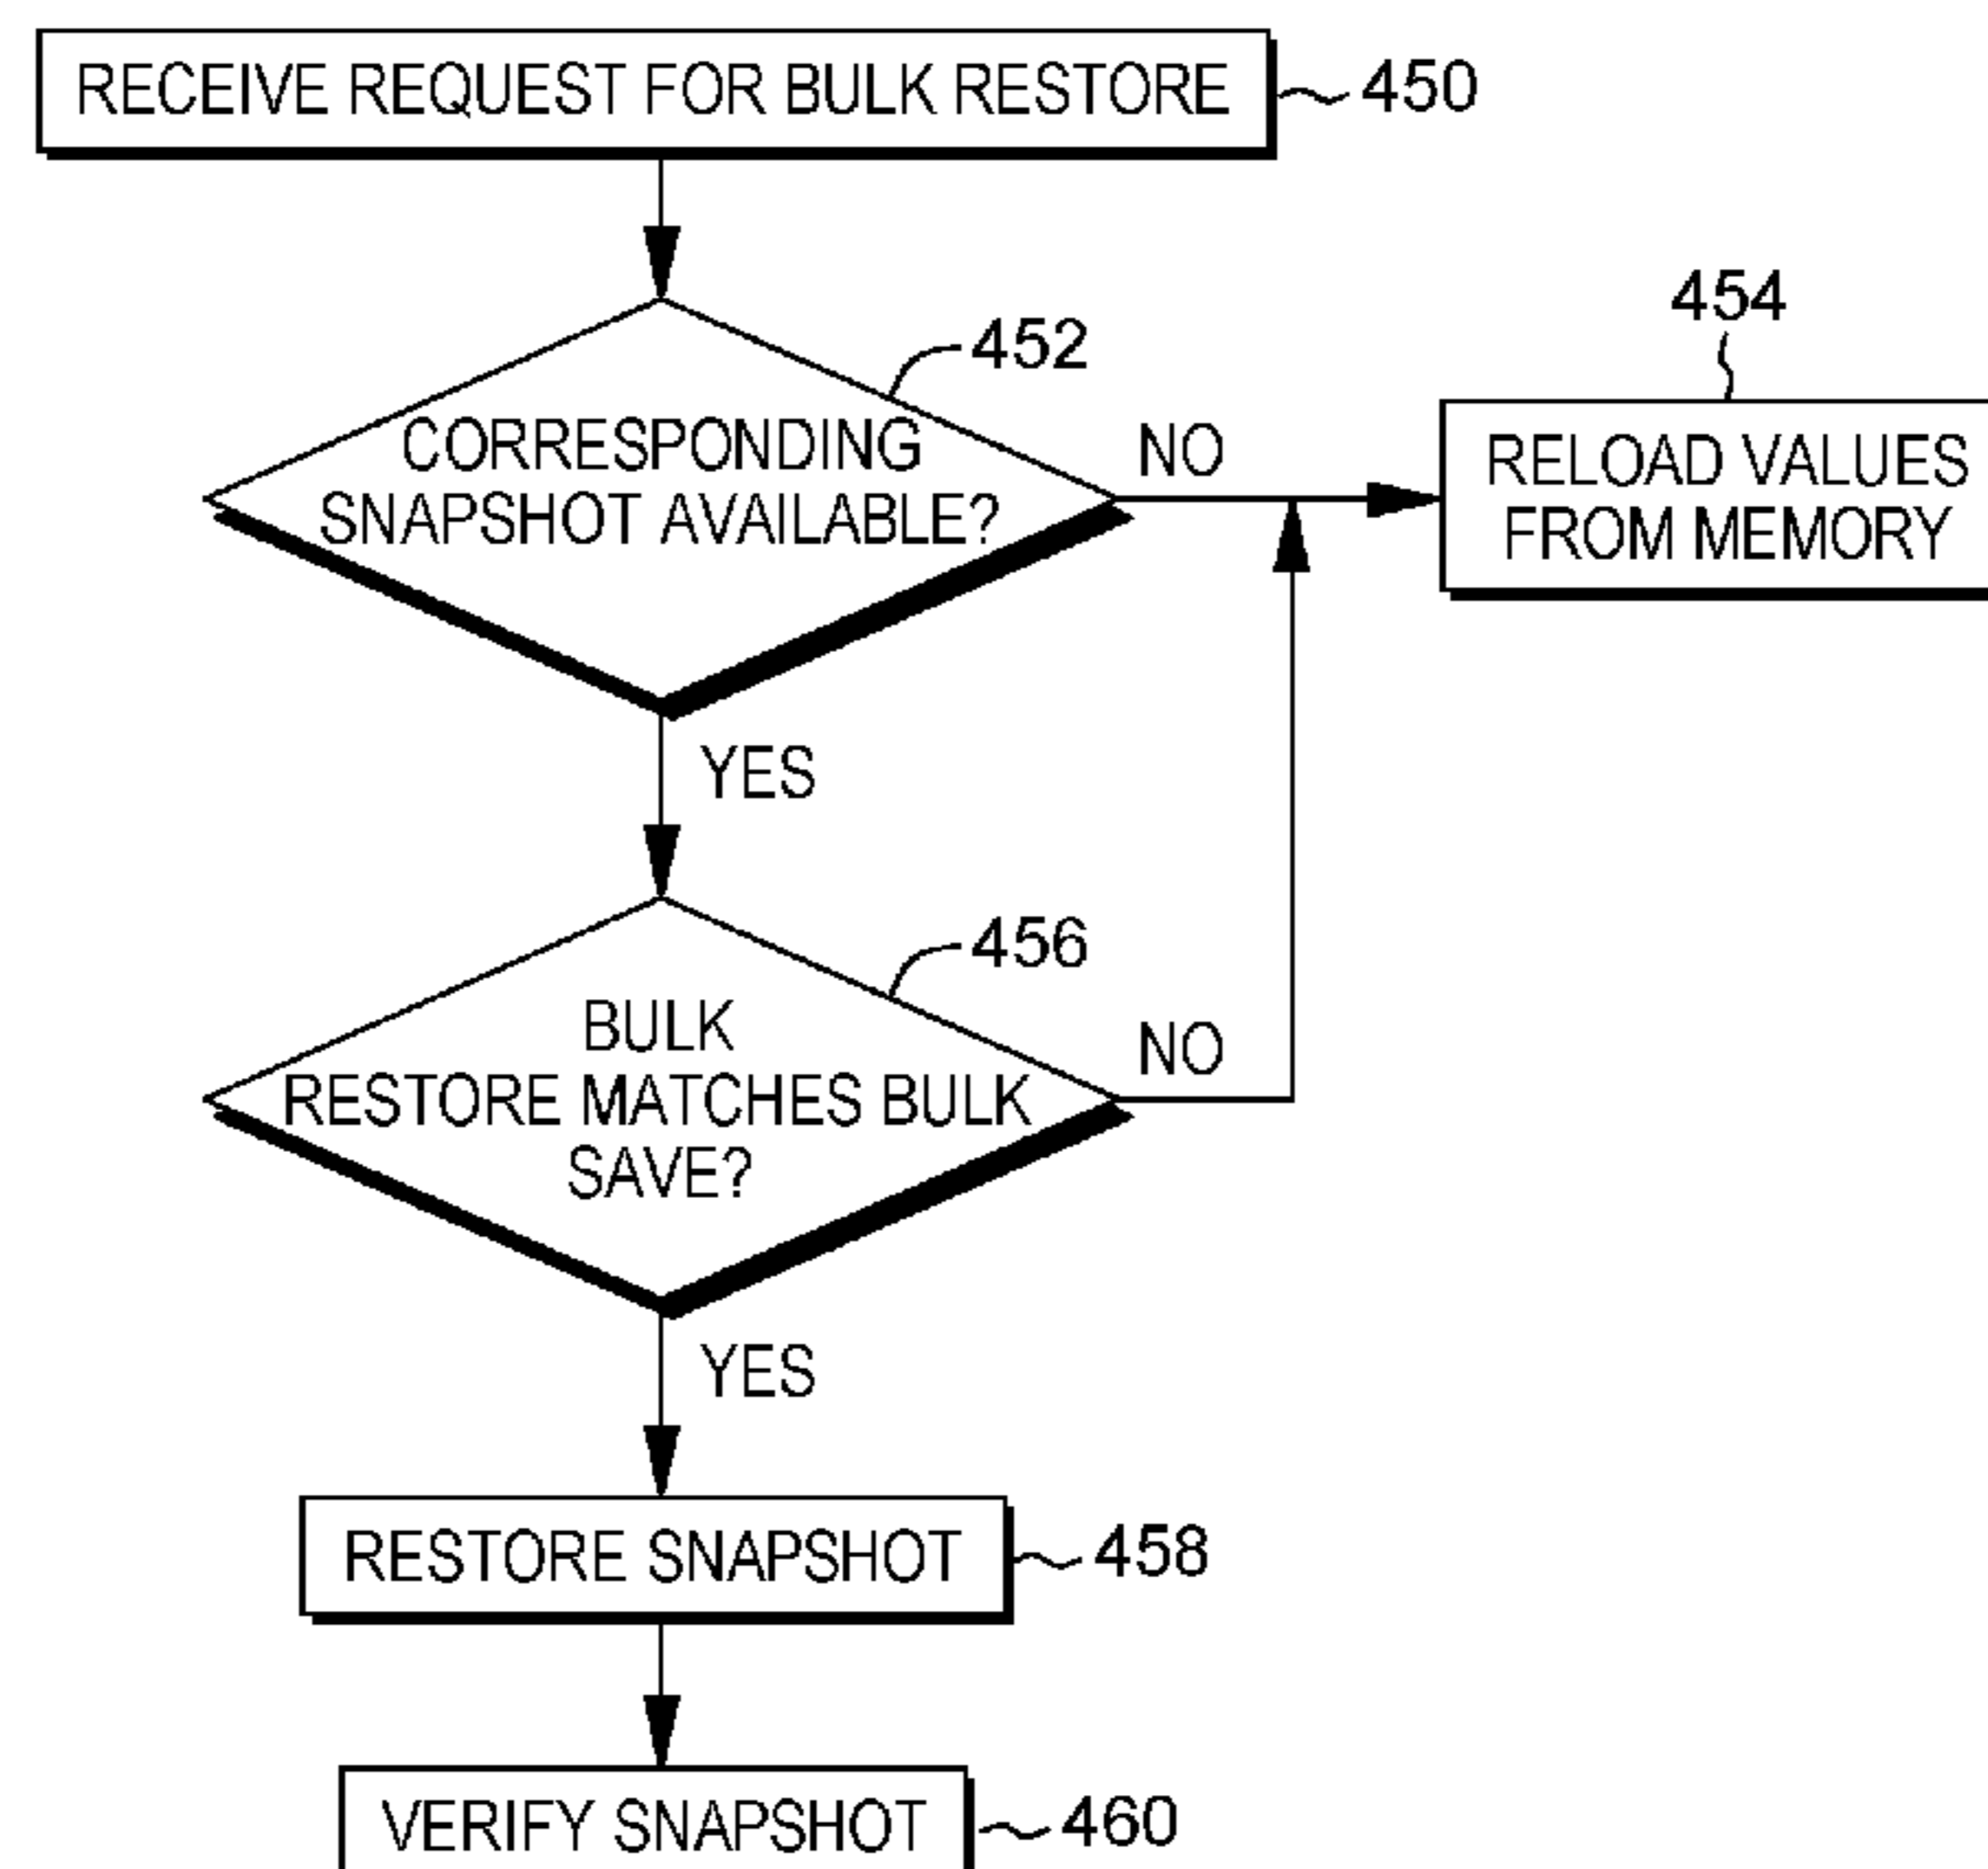 RECEIVE REQUEST FOR BULK RESTORE
450
452
CORRESPONDING
SNAPSHOT AVAILABLE?
NO
454
RELOAD VALUES
FROM MEMORY
YES
456
BULK
RESTORE MATCHES BULK
SAVE?
NO
YES
RESTORE SNAPSHOT
458
VERIFY SNAPSHOT
460